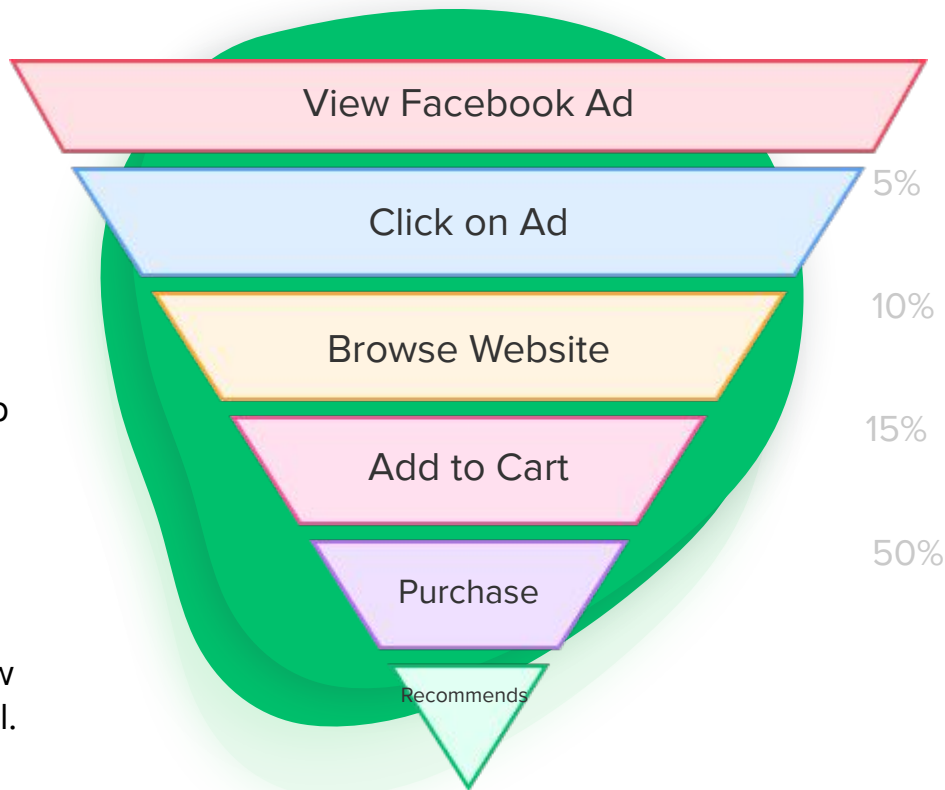 View Facebook Ad
5%
Click on Ad
10%
Browse Website
15%
Add to Cart
50%
Purchase
Recommends
l.